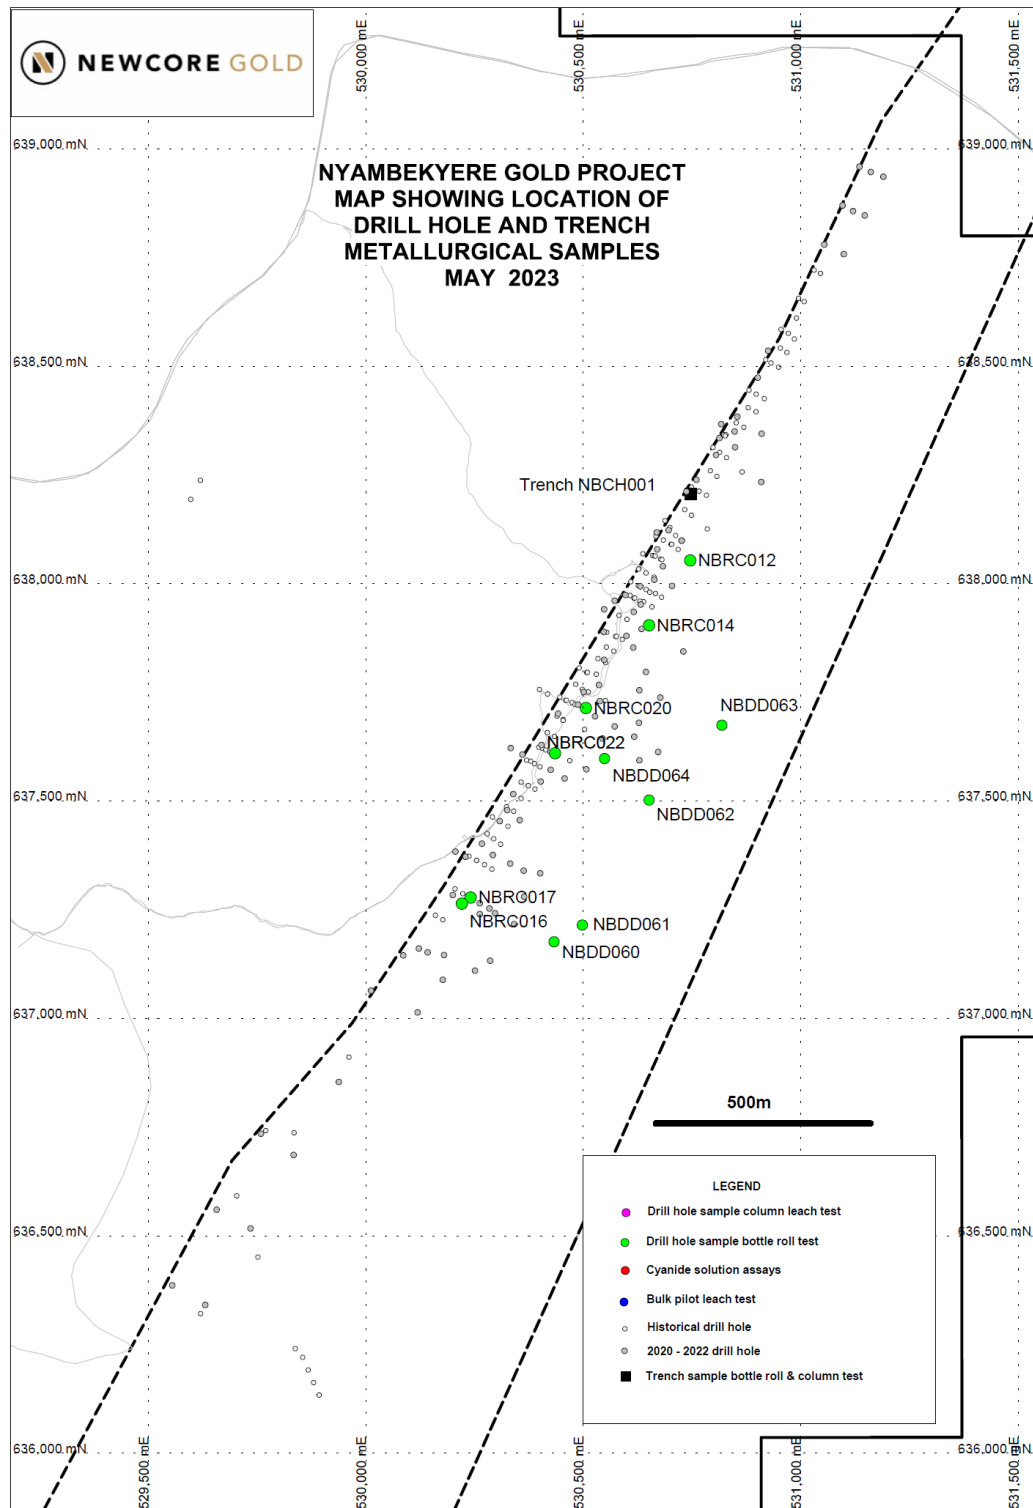 NEWCORE GOLD
530,000 mE
530,500 mE
531,000 mE
531,500 mE
639,000 mN
639,000 mN
NYAMBEKYERE GOLD PROJECT
MAP SHOWING LOCATION OF
DRILL HOLE AND TRENCH
METALLURGICAL SAMPLES
MAY 2023
638,500 mN
638,500 mN
Trench NBCH001
NBRC012
638,000 mN
638,000 mN
NBRC014
NBRC020
NBDD063
NBRC022
NBDD064
637,500 mN
637,500 mN
NBDD062
NBRC017
NBRC016
NBDD061
NBDD060
637,000 mN
637,000 mN
500m
LEGEND
Drill hole sample column leach test
Drill hole sample bottle roll test
Cyanide solution assays
Bulk pilot leach test
Historical drill hole
2020 - 2022 drill hole
Trench sample bottle roll & column test
636,500 mN
636,500 mN
636,000 mN
636,000 mN
529,500 mE
530,000 mE
530,500 mE
531,000 mE
531,500 mE